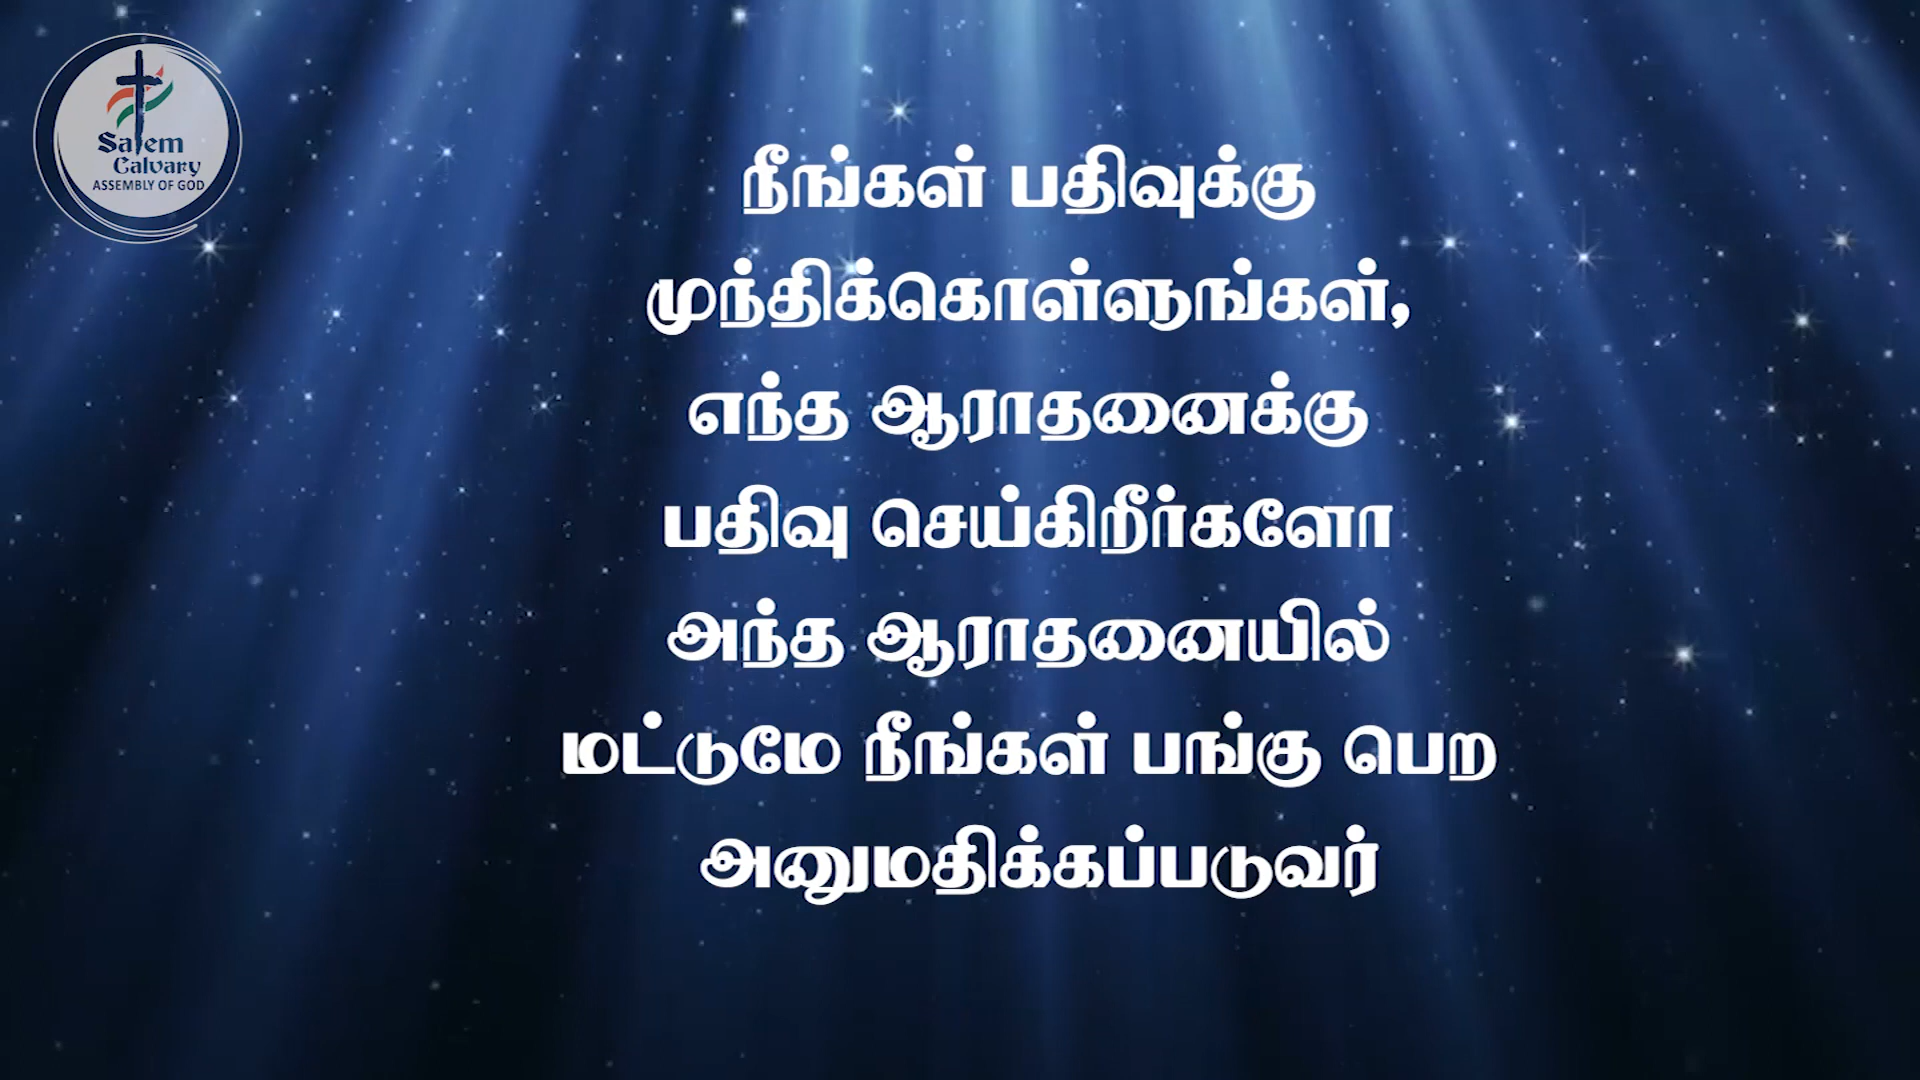 Salem
Calvary
ASSEMBLY OF GOD
நீங்கள் பதிவுக்கு
முந்திக்கொள்ளுங்கள்,
எந்த ஆராதனைக்கு
பதிவு செய்கிறீர்களோ
அந்த ஆராதனையில்
மட்டுமே நீங்கள் பங்கு பெற
அனுமதிக்கப்படுவர்